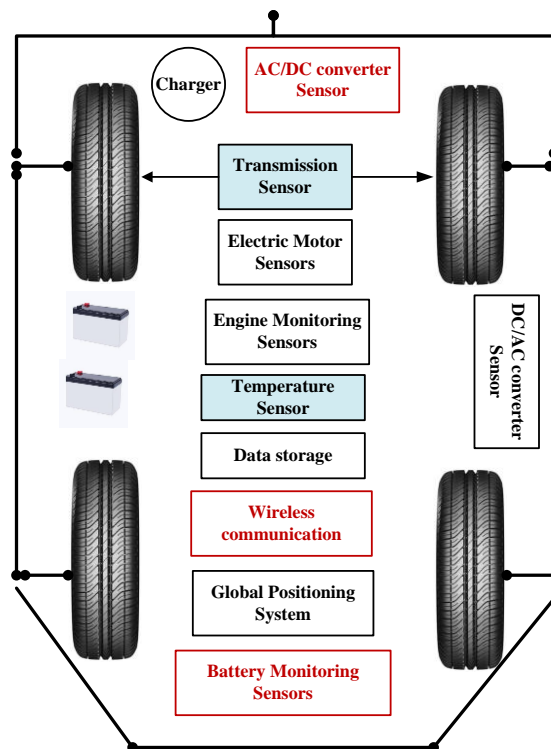 Charger
AC/DC converter
Sensor
Transmission
Sensor
Electric Motor
Sensors
Engine Monitoring
Sensors
DC/AC converter
Sensor
Temperature
Sensor
Data storage
Wireless
communication
Global Positioning
System
Battery Monitoring
Sensors